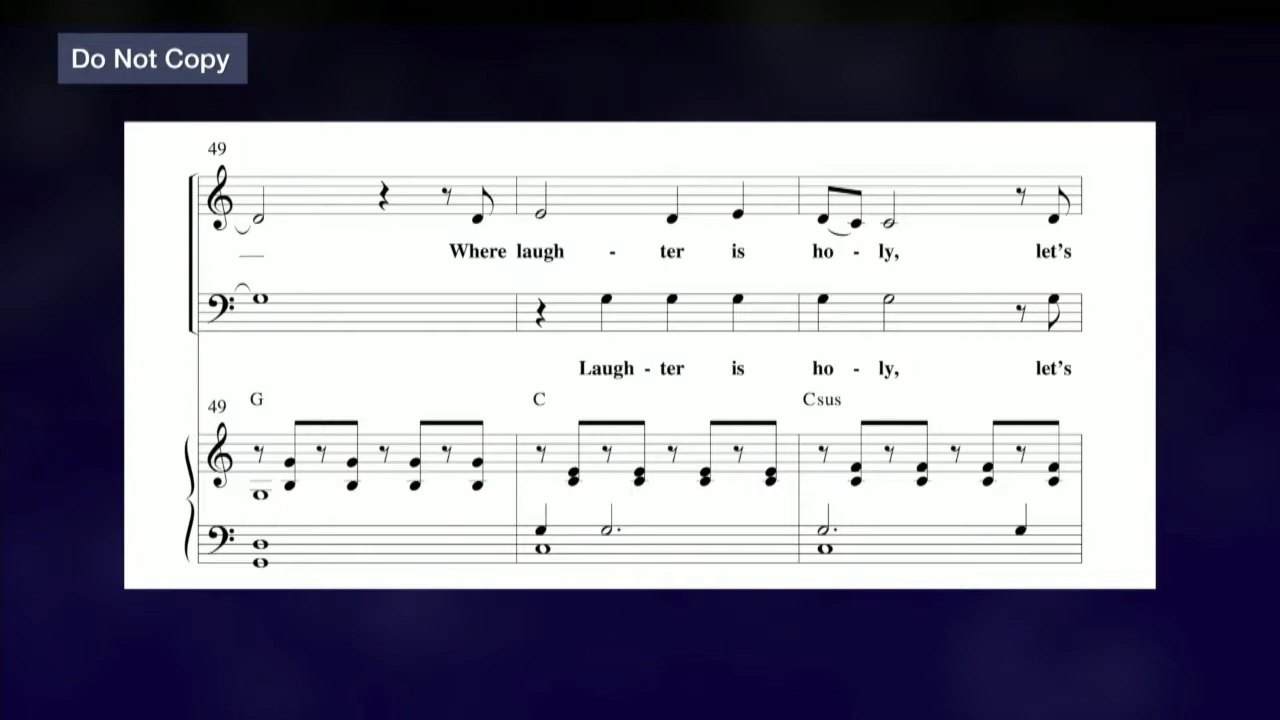 Do Not Copy
49
Where laugh - ter is ho - ly, let's
Laugh - ter is ho - ly, let's
49 G C Csus